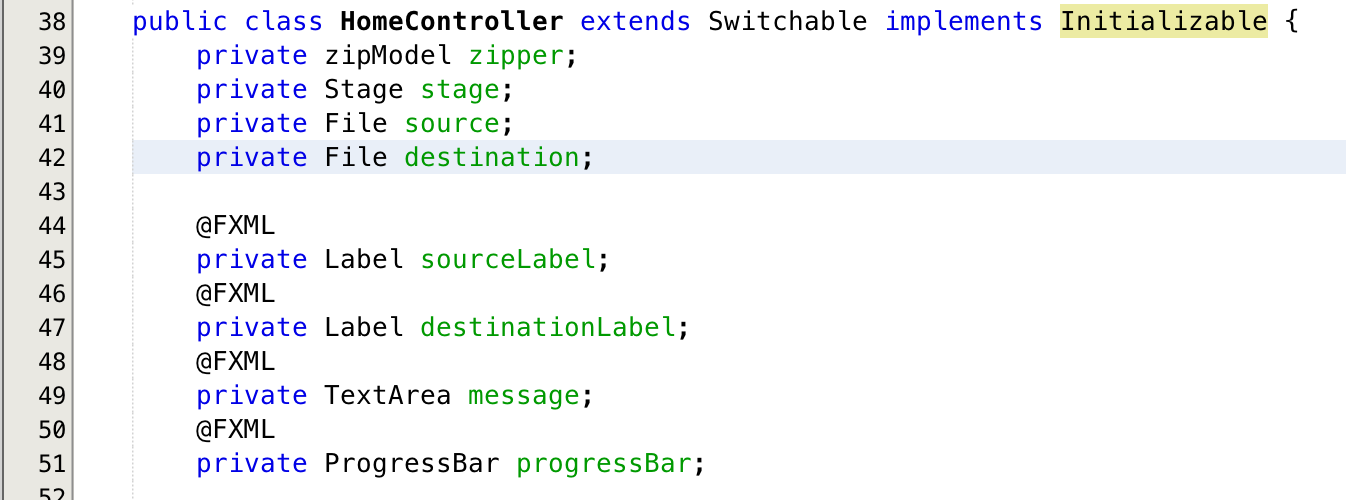 38 public class HomeController extends Switchable implements Initializable {
39 private zipModel zipper;
40 private Stage stage;
41 private File source;
42 private File destination;
43
44 @FXML
45 private Label sourceLabel;
46 @FXML
47 private Label destinationLabel;
48 @FXML
49 private TextArea message;
50 @FXML
51 private ProgressBar progressBar;
52